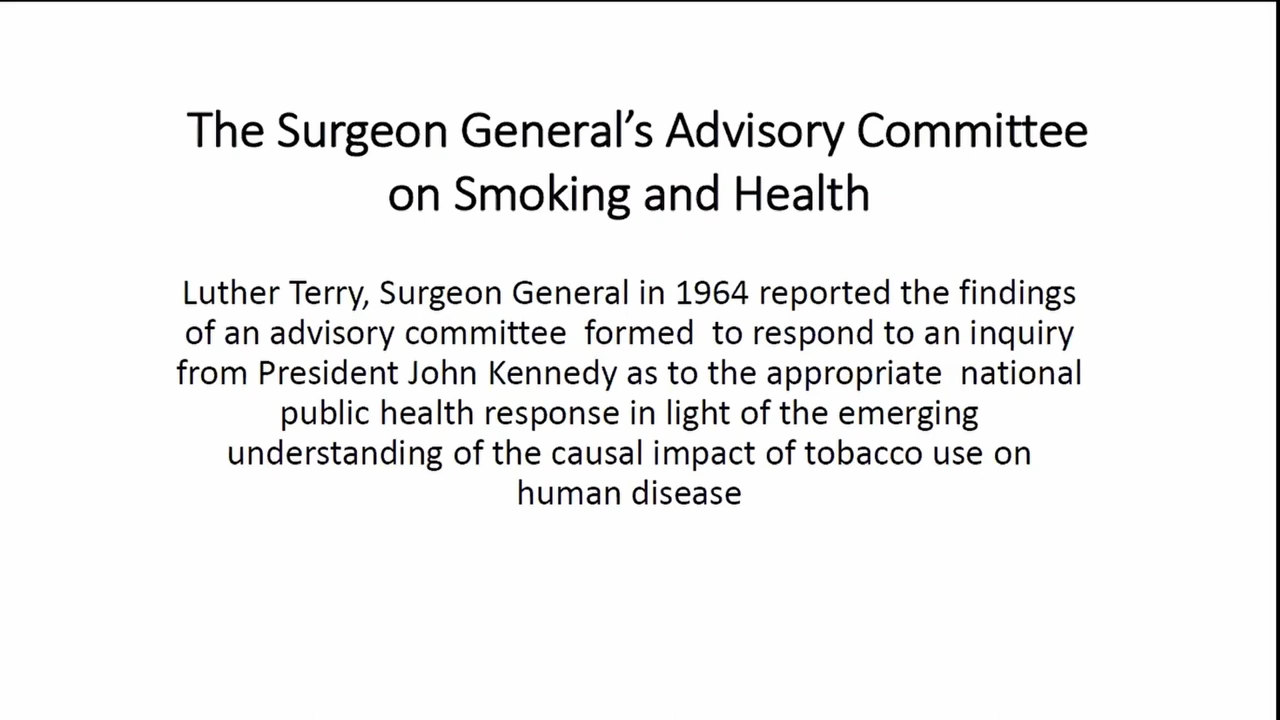 The Surgeon General’s Advisory Committee
on Smoking and Health
Luther Terry, Surgeon General in 1964 reported the findings
of an advisory committee  formed  to respond to an inquiry
from President John Kennedy as to the appropriate  national
public health response in light of the emerging
understanding of the causal impact of tobacco use on
human disease